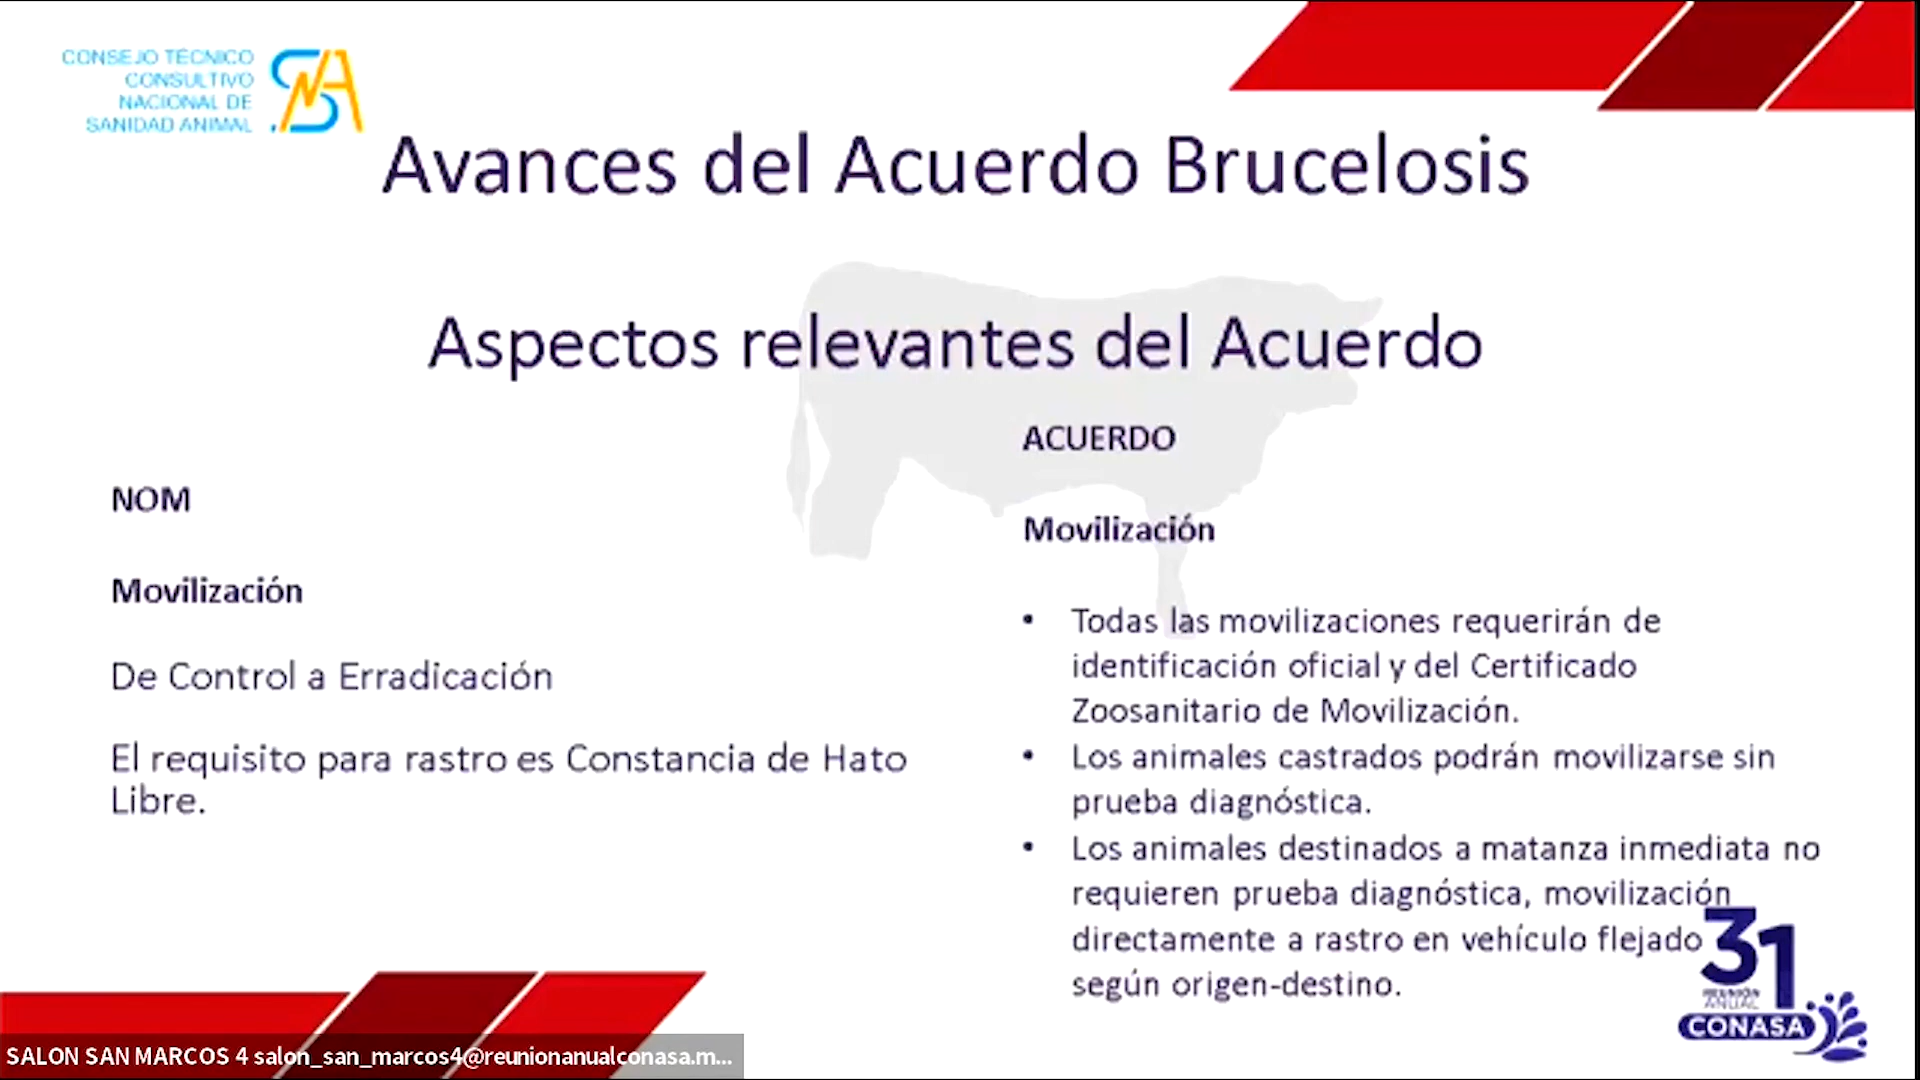 CONSEJO TÉCNICO
CONSULTIVO
NACIONAL DE
SANIDAD ANIMAL
Avances del Acuerdo Brucelosis
Aspectos relevantes del Acuerdo
NOM
Movilización
De Control a Erradicación
El requisito para rastro es Constancia de Hato
Libre.
ACUERDO
Movilización
• Todas las movilizaciones requerirán de
identificación oficial y del Certificado
Zoosanitario de Movilización.
• Los animales castrados podrán movilizarse sin
prueba diagnóstica.
• Los animales destinados a matanza inmediata no
requieren prueba diagnóstica, movilización
directamente a rastro en vehículo flejado
según origen-destino.
31
REUNIÓN
ANUAL
CONASA
SALON SAN MARCOS 4 salon_san_marcos4@reunionanualconasa.m...